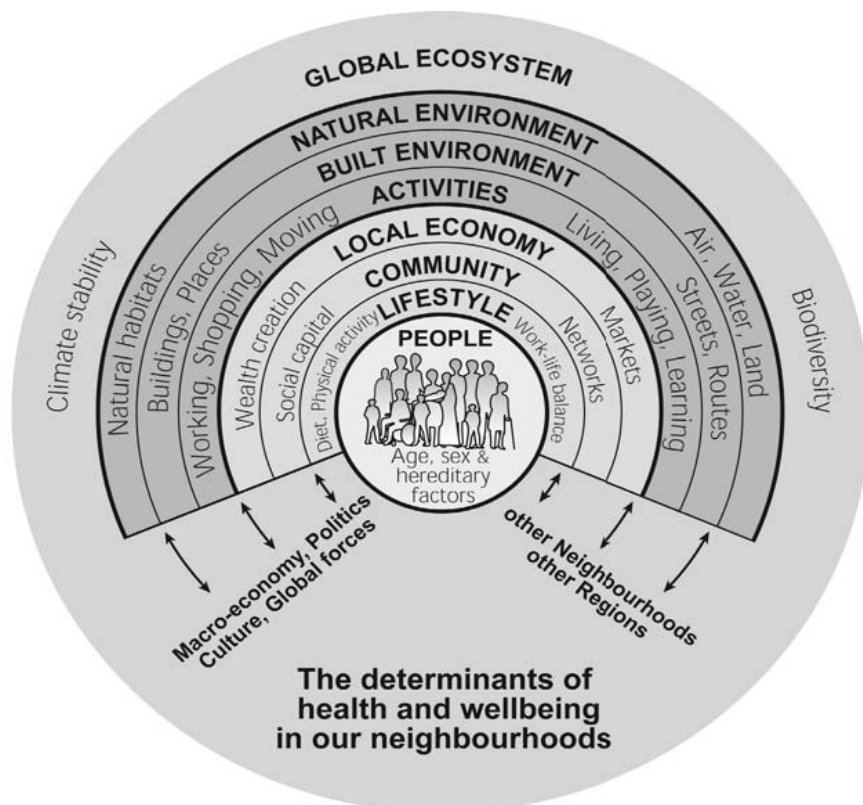 GLOBAL ECOSYSTEM
NATURAL ENVIRONMENT
BUILT ENVIRONMENT
ACTIVITIES
LOCAL ECONOMY
COMMUNITY
LIFESTYLE
PEOPLE
Age, sex &
hereditary
factors
Climate stability
Natural habitats
Buildings, Places
Working, Shopping, Moving
Wealth creation
Social capital
Diet, Physical activity
Work-life balance
Networks
Markets
Living, Playing, Learning
Streets, Routes
Air, Water, Land
Biodiversity
Macro-economy, Politics
Culture, Global forces
other Neighbourhoods
other Regions
The determinants of
health and wellbeing
in our neighbourhoods